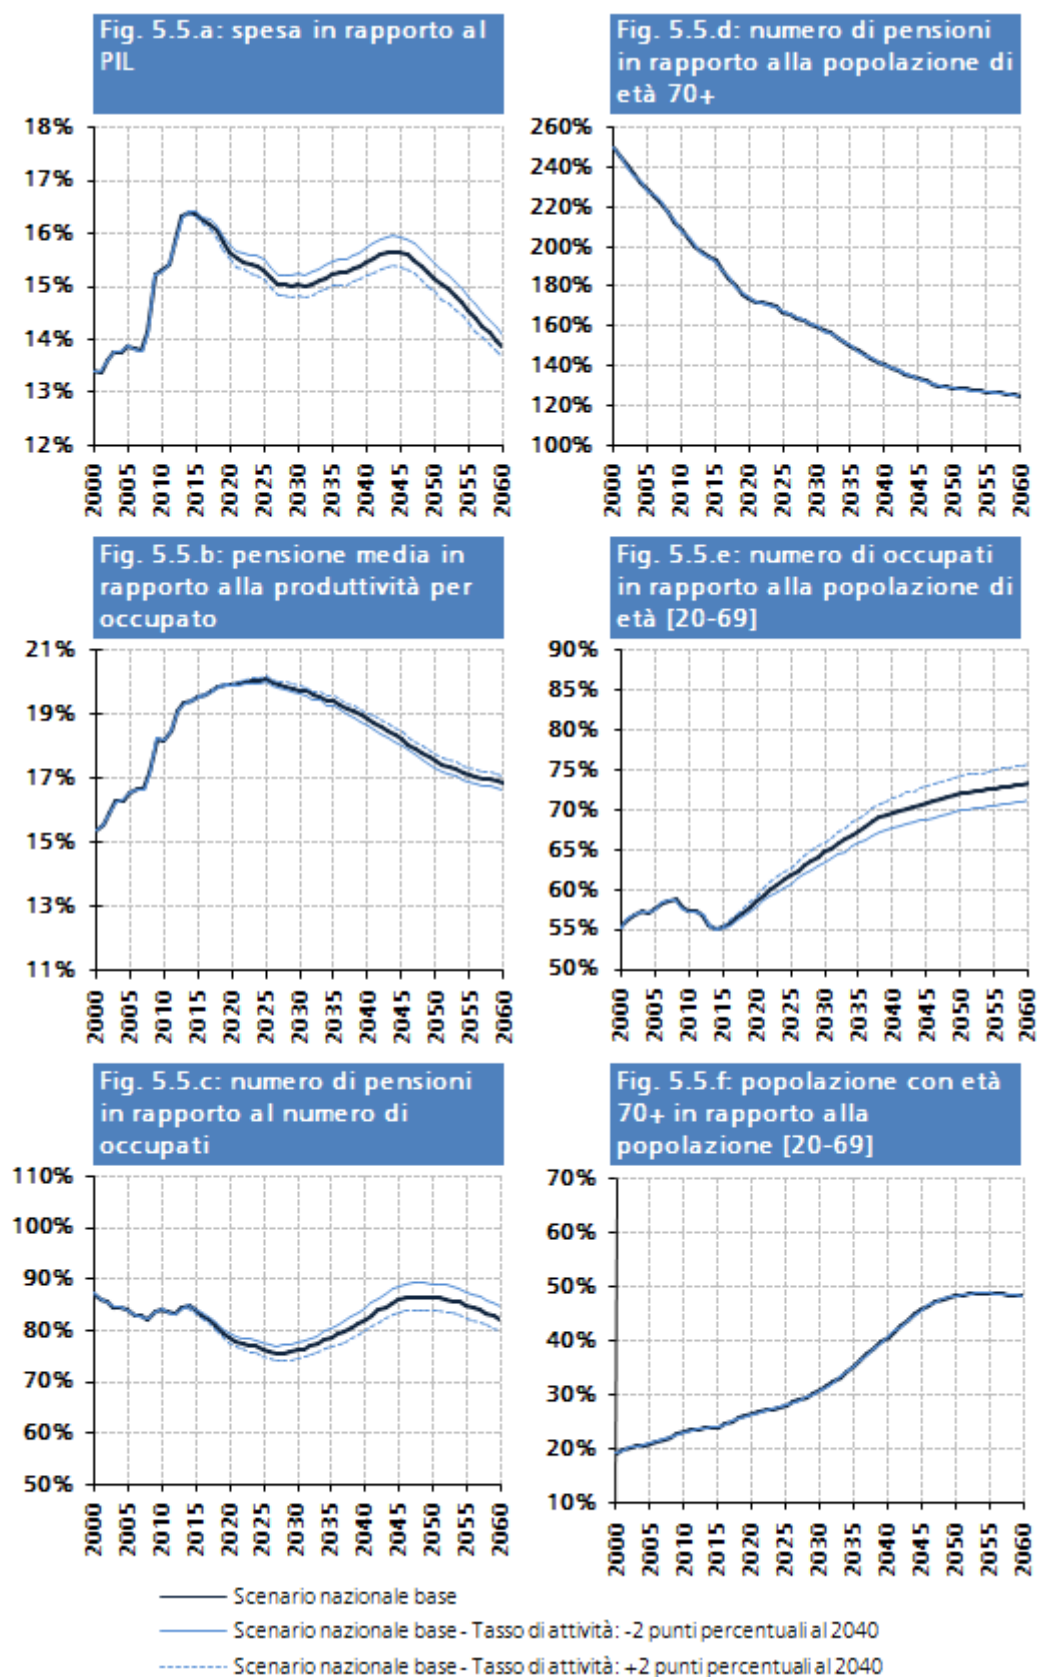 Fig. 5.5.a: spesa in rapporto al
PIL
18%
17%
16%
15%
14%
13%
12%
2000 2005 2010 2015 2020 2025 2030 2035 2040 2045 2050 2055 2060
Fig. 5.5.d: numero di pensioni
in rapporto alla popolazione di
età 70+
260%
240%
220%
200%
180%
160%
140%
120%
100%
2000 2005 2010 2015 2020 2025 2030 2035 2040 2045 2050 2055 2060
Fig. 5.5.b: pensione media in
rapporto alla produttività per
occupato
21%
19%
17%
15%
13%
11%
2000 2005 2010 2015 2020 2025 2030 2035 2040 2045 2050 2055 2060
Fig. 5.5.e: numero di occupati
in rapporto alla popolazione di
età [20-69]
90%
85%
80%
75%
70%
65%
60%
55%
50%
2000 2005 2010 2015 2020 2025 2030 2035 2040 2045 2050 2055 2060
Fig. 5.5.c: numero di pensioni
in rapporto al numero di
occupati
110%
100%
90%
80%
70%
60%
50%
2000 2005 2010 2015 2020 2025 2030 2035 2040 2045 2050 2055 2060
Fig. 5.5.f: popolazione con età
70+ in rapporto alla
popolazione [20-69]
70%
60%
50%
40%
30%
20%
10%
2000 2005 2010 2015 2020 2025 2030 2035 2040 2045 2050 2055 2060
Scenario nazionale base
Scenario nazionale base - Tasso di attività: -2 punti percentuali al 2040
Scenario nazionale base - Tasso di attività: +2 punti percentuali al 2040